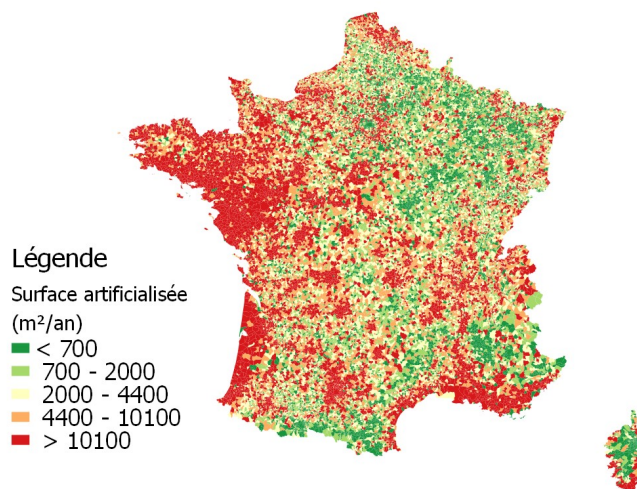 Légende
Surface artificialisée
(m²/an)
< 700
700 - 2000
2000 - 4400
4400 - 10100
> 10100